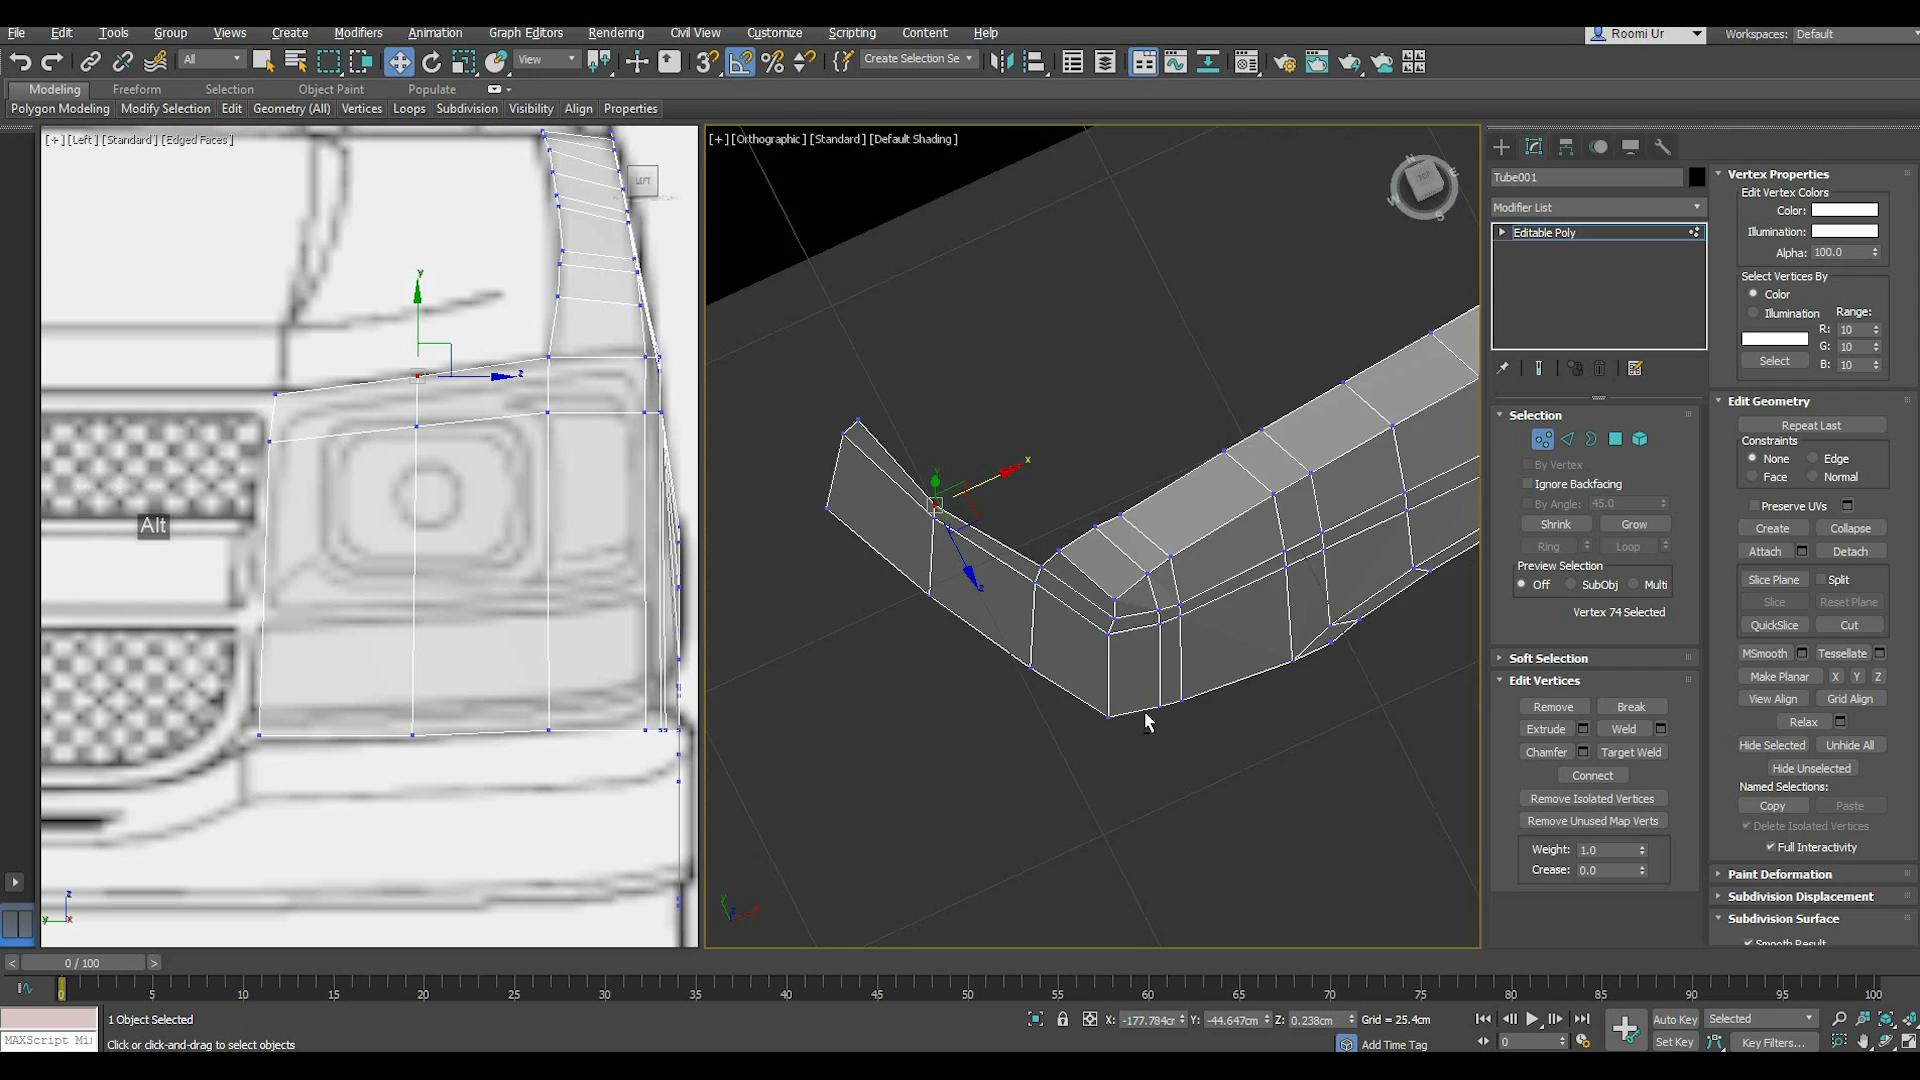 File Edit Tools Group Views Create Modifiers Animation Graph Editors Rendering Civil View Customize Scripting Content Help Roomi Ur Workspaces: Default
All View Create Selection Se
Modeling Freeform Selection Object Paint Populate
Polygon Modeling Modify Selection Edit Geometry (All) Vertices Loops Subdivision Visibility Align Properties
[+] [Left] [Standard] [Edged Faces]
LEFT
Alt
[+] [Orthographic] [Standard] [Default Shading]
TOP
Tube001
Modifier List
Editable Poly
Selection
By Vertex
Ignore Backfacing
By Angle: 45.0
Shrink Grow
Ring Loop
Preview Selection
Off SubObj Multi
Vertex 74 Selected
Soft Selection
Edit Vertices
Remove Break
Extrude Weld
Chamfer Target Weld
Connect
Remove Isolated Vertices
Remove Unused Map Verts
Weight: 1.0
Crease: 0.0
Vertex Properties
Edit Vertex Colors
Color:
Illumination:
Alpha: 100.0
Select Vertices By
Color
Illumination Range:
R: 10
G: 10
Select B: 10
Edit Geometry
Repeat Last
Constraints
None Edge
Face Normal
Preserve UVs
Create Collapse
Attach Detach
Slice Plane Split
Slice Reset Plane
QuickSlice Cut
MSmooth Tessellate
Make Planar X Y Z
View Align Grid Align
Relax
Hide Selected Unhide All
Hide Unselected
Named Selections:
Copy Paste
Delete Isolated Vertices
Full Interactivity
Paint Deformation
Subdivision Displacement
Subdivision Surface
Smooth Result
0 / 100
0 5 10 15 20 25 30 35 40 45 50 55 60 65 70 75 80 85 90 95 100
1 Object Selected X: -177.784cm Y: -44.647cm Z: 0.238cm Grid = 25.4cm Auto Key Selected
MAXScript Mi Click or click-and-drag to select objects Add Time Tag 0 Set Key Key Filters...